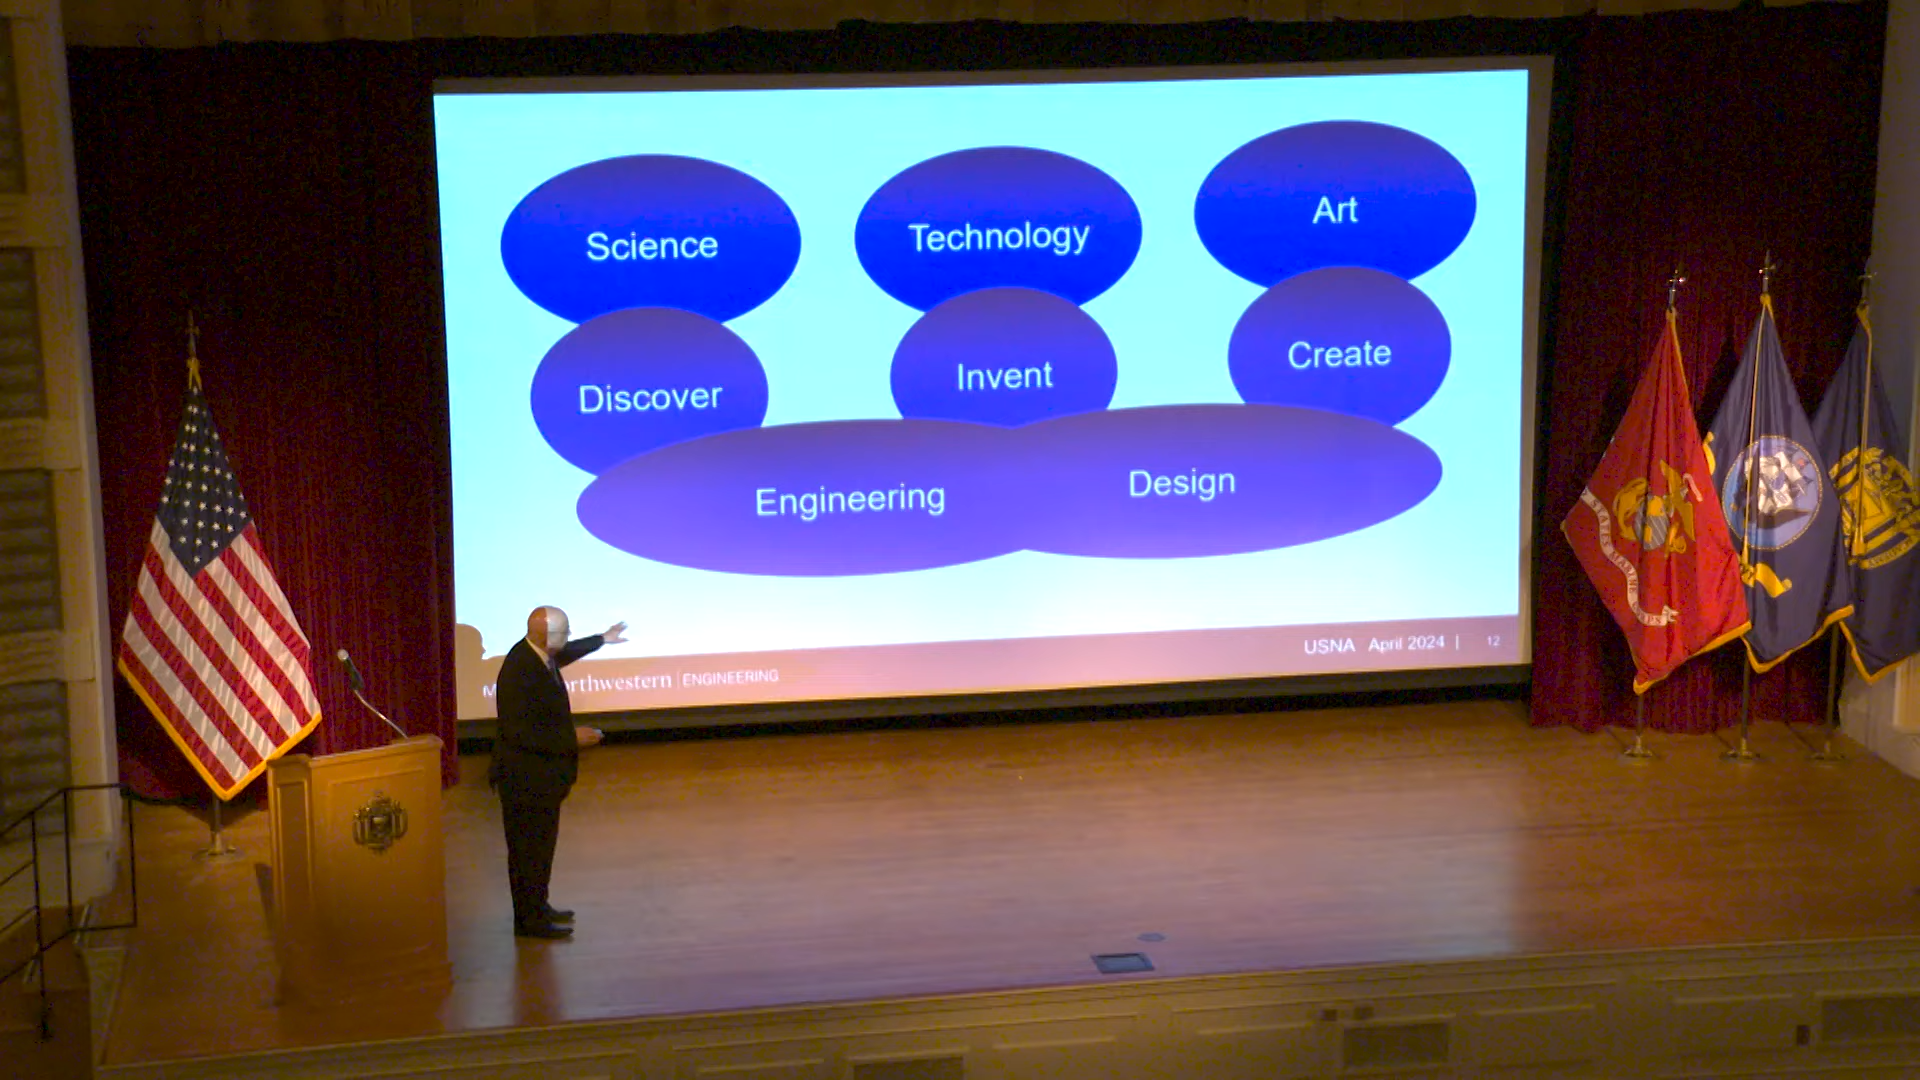 Science
Technology
Art
Discover
Invent
Create
Engineering
Design
USNA April 2024 | 12
ENGINEERING